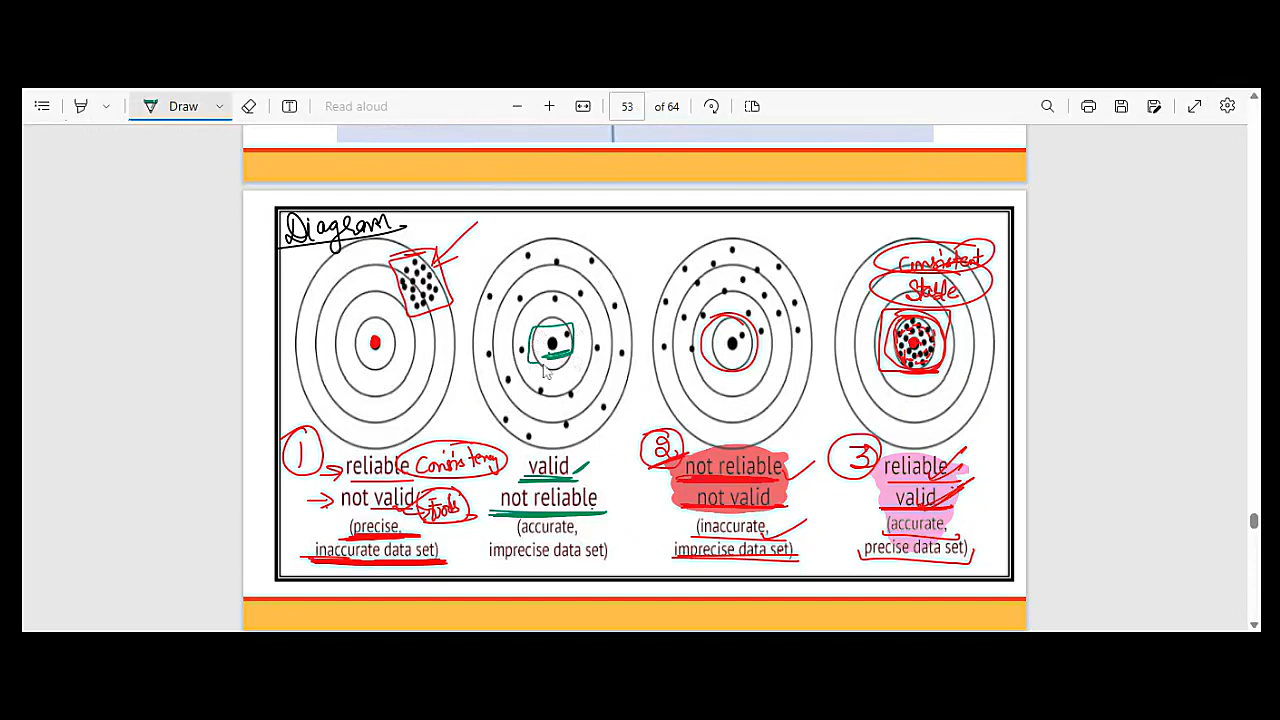 Draw
Read aloud
53 of 64
Diagram
Consistent
Stable
1
reliable Consistency
not valid Tools
(precise,
inaccurate data set)
valid
not reliable
(accurate,
imprecise data set)
2
not reliable
not valid
(inaccurate,
imprecise data set)
3
reliable
valid
(accurate,
precise data set)